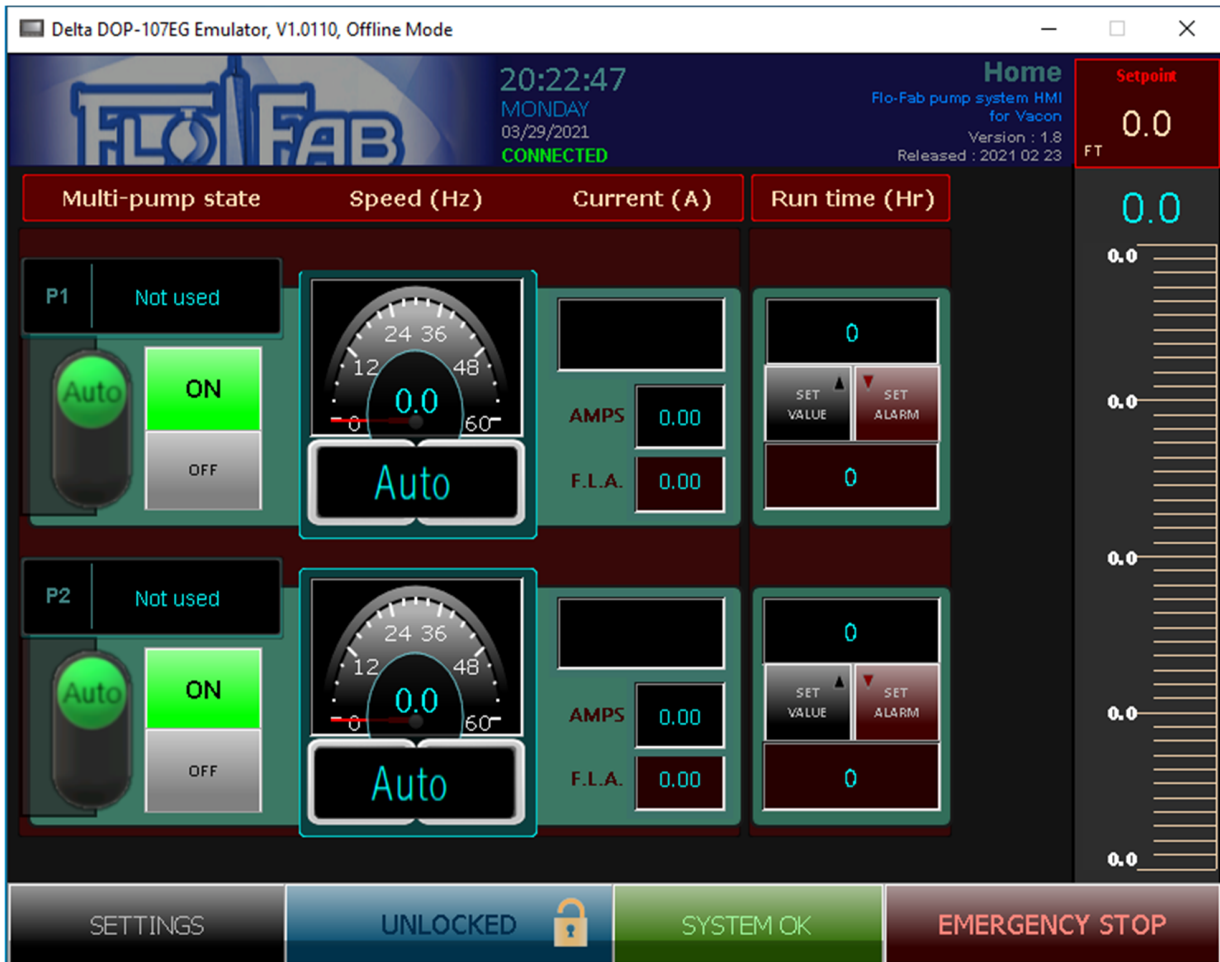 Delta DOP-107EG Emulator, V1.0110, Offline Mode
FLO FAB
20:22:47
MONDAY
03/29/2021
CONNECTED
Home
Flo-Fab pump system HMI
for Vacon
Version : 1.8
Released : 2021 02 23
Setpoint
0.0
FT
Multi-pump state
Speed (Hz)
Current (A)
Run time (Hr)
0.0
P1
Not used
Auto
ON
OFF
0
12
24
36
48
60
0.0
Auto
AMPS
0.00
F.L.A.
0.00
0
SET
VALUE
SET
ALARM
0
P2
Not used
Auto
ON
OFF
0
12
24
36
48
60
0.0
Auto
AMPS
0.00
F.L.A.
0.00
0
SET
VALUE
SET
ALARM
0
0.0
0.0
0.0
0.0
0.0
SETTINGS
UNLOCKED
SYSTEM OK
EMERGENCY STOP